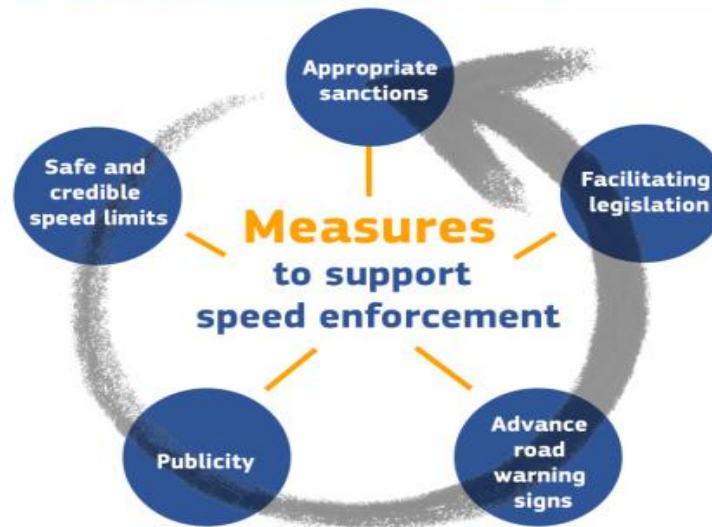 Appropriate
sanctions
Safe and
credible
speed limits
Facilitating
legislation
Measures
to support
speed enforcement
Publicity
Advance
road
warning
signs